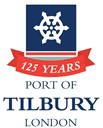 125 YEARS
PORT OF
TILBURY
LONDON